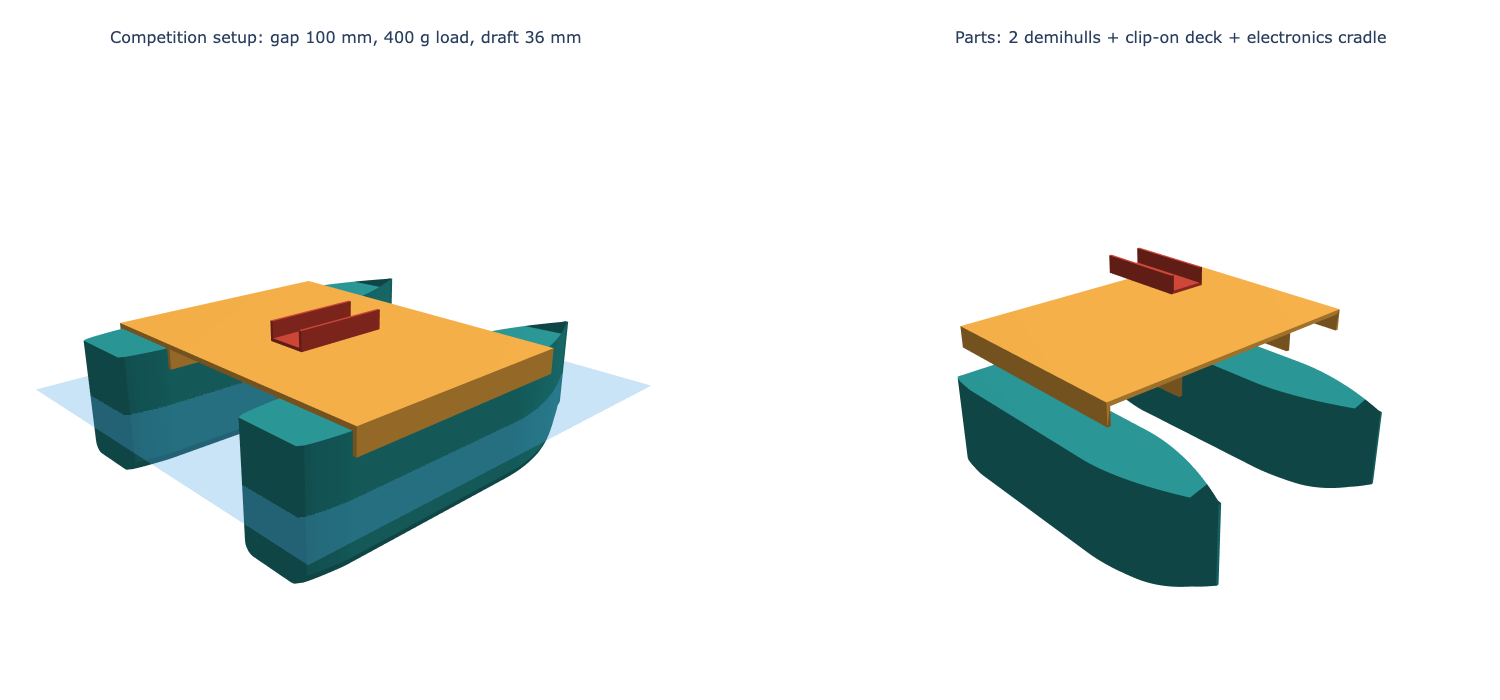 Competition setup: gap 100 mm, 400 g load, draft 36 mm
Parts: 2 demihulls + clip-on deck + electronics cradle